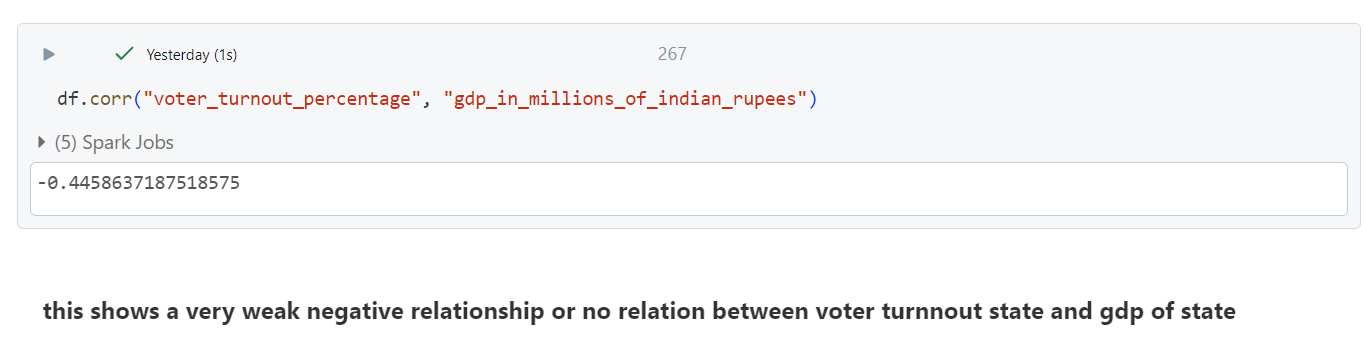 Yesterday (1s)
267
df.corr("voter_turnout_percentage", "gdp_in_millions_of_indian_rupees")
(5) Spark Jobs
-0.4458637187518575
this shows a very weak negative relationship or no relation between voter turnnout state and gdp of state